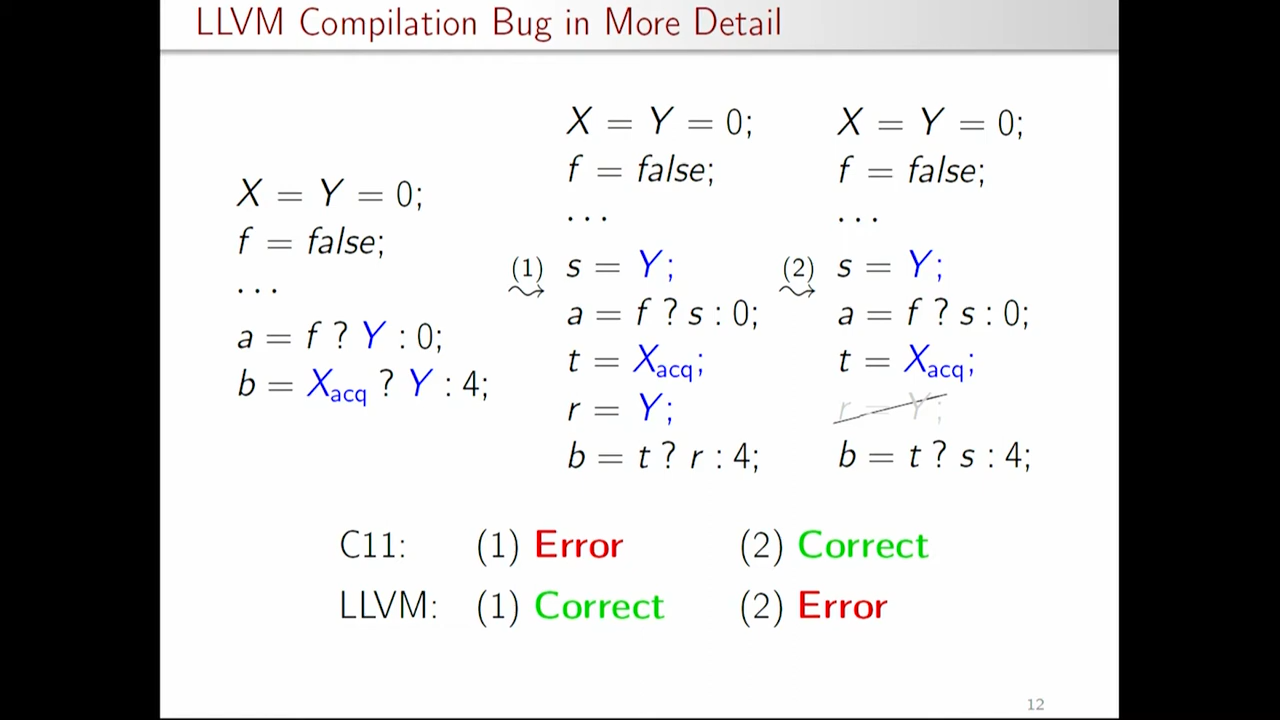 LLVM Compilation Bug in More Detail
X = Y = 0;
f = false;
...
a = f ? Y : 0;
b = X_acq ? Y : 4;
(1)
X = Y = 0;
f = false;
...
s = Y;
a = f ? s : 0;
t = X_acq;
r = Y;
b = t ? r : 4;
(2)
X = Y = 0;
f = false;
...
s = Y;
a = f ? s : 0;
t = X_acq;
r = Y;
b = t ? s : 4;
C11: (1) Error (2) Correct
LLVM: (1) Correct (2) Error
12